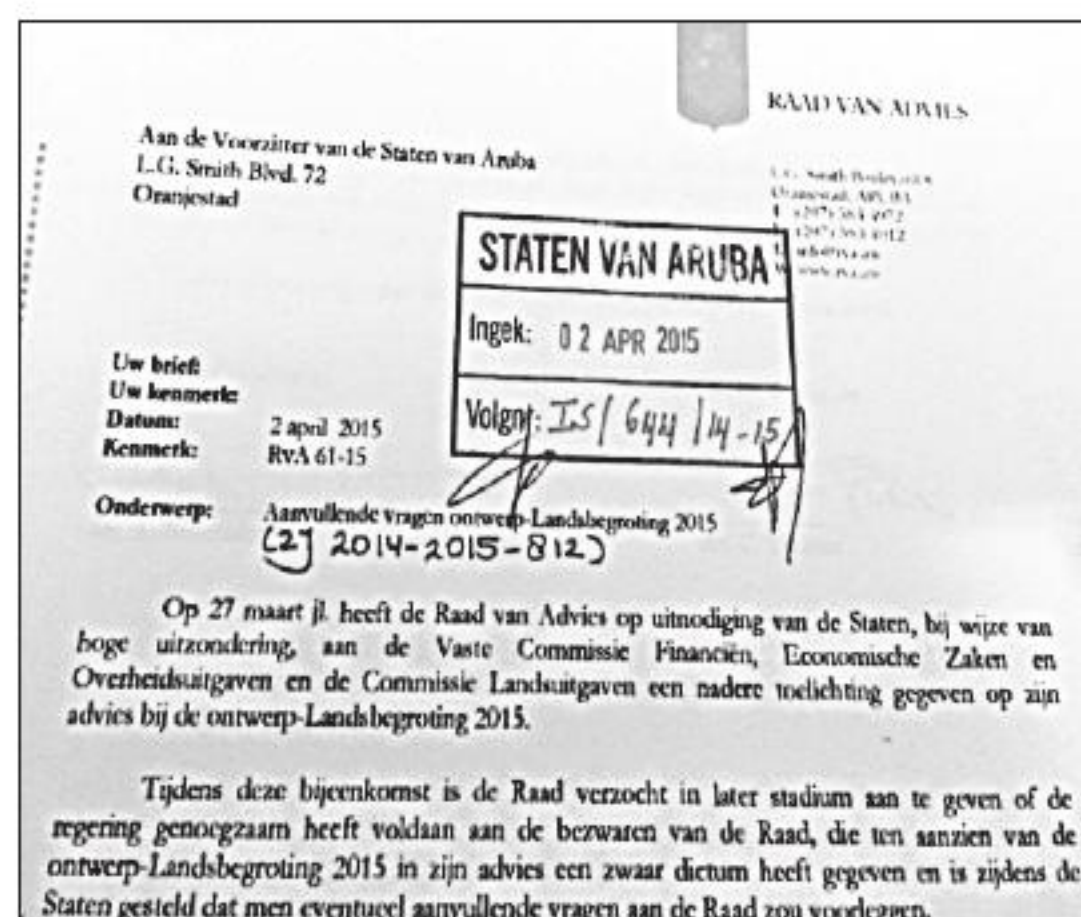 RAAD VAN ADVIES
Aan de Voorzitter van de Staten van Aruba
L.G. Smith Blvd. 72
Oranjestad
L.G. Smith
Oranjestad, ARUBA
STATEN VAN ARUBA
Ingek: 02 APR 2015
Volgnr: IS/644/14-15
Uw brief:
Uw kenmerk:
Datum: 2 april 2015
Kenmerk: RvA 61-15
Onderwerp: Aanvullende vragen ontwerp-Landsbegroting 2015
(2) 2014-2015-812)
Op 27 maart jl. heeft de Raad van Advies op uitnodiging van de Staten, bij wijze van
hoge uitzondering, aan de Vaste Commissie Financiën, Economische Zaken en
Overheidsuitgaven en de Commissie Landsuitgaven een nadere toelichting gegeven op zijn
advies bij de ontwerp-Landsbegroting 2015.
Tijdens deze bijeenkomst is de Raad verzocht in later stadium aan te geven of de
regering genoegzaam heeft voldaan aan de bezwaren van de Raad, die ten aanzien van de
ontwerp-Landsbegroting 2015 in zijn advies een zwaar dictum heeft gegeven en is zijdens de
Staten gesteld dat men eventueel aanvullende vragen aan de Raad zou voorleggen.